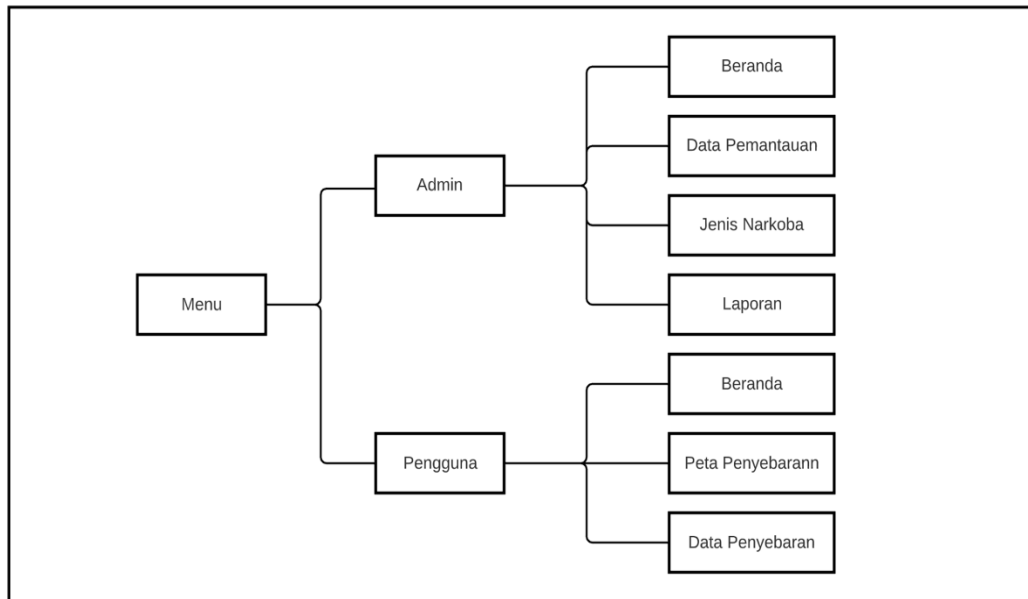 Menu
Admin
Beranda
Data Pemantauan
Jenis Narkoba
Laporan
Pengguna
Beranda
Peta Penyebarann
Data Penyebaran